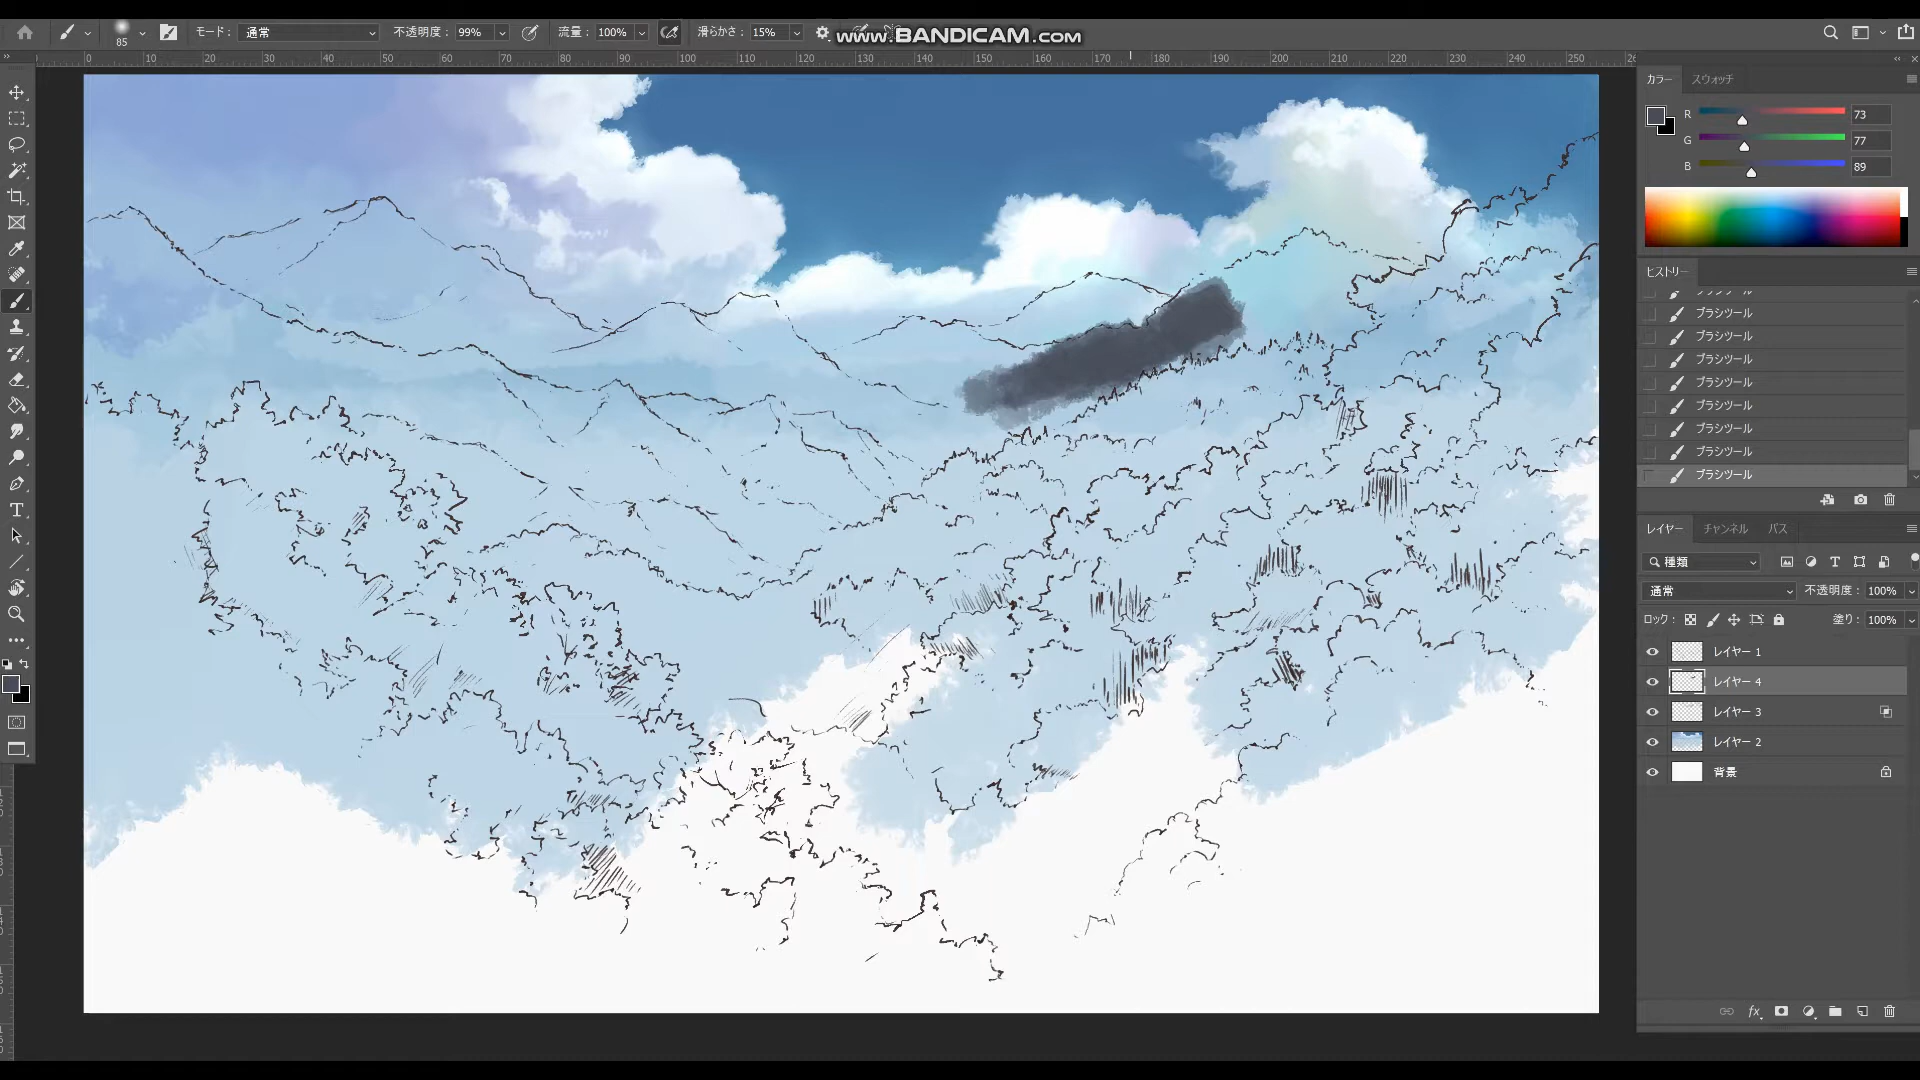 85 モード： 通常 不透明度： 99% 流量： 100% 滑らかさ： 15% www.BANDICAM.com
0 10 20 30 40 50 60 70 80 90 100 110 120 130 140 150 160 170 180 190 200 210 220 230 240 250
カラー スウォッチ
R 73
G 77
B 89
ヒストリー
ブラシツール
ブラシツール
ブラシツール
ブラシツール
ブラシツール
ブラシツール
ブラシツール
ブラシツール
ブラシツール
レイヤー チャンネル パス
種類
通常 不透明度： 100%
ロック： 塗り： 100%
レイヤー 1
レイヤー 4
レイヤー 3
レイヤー 2
背景
fx